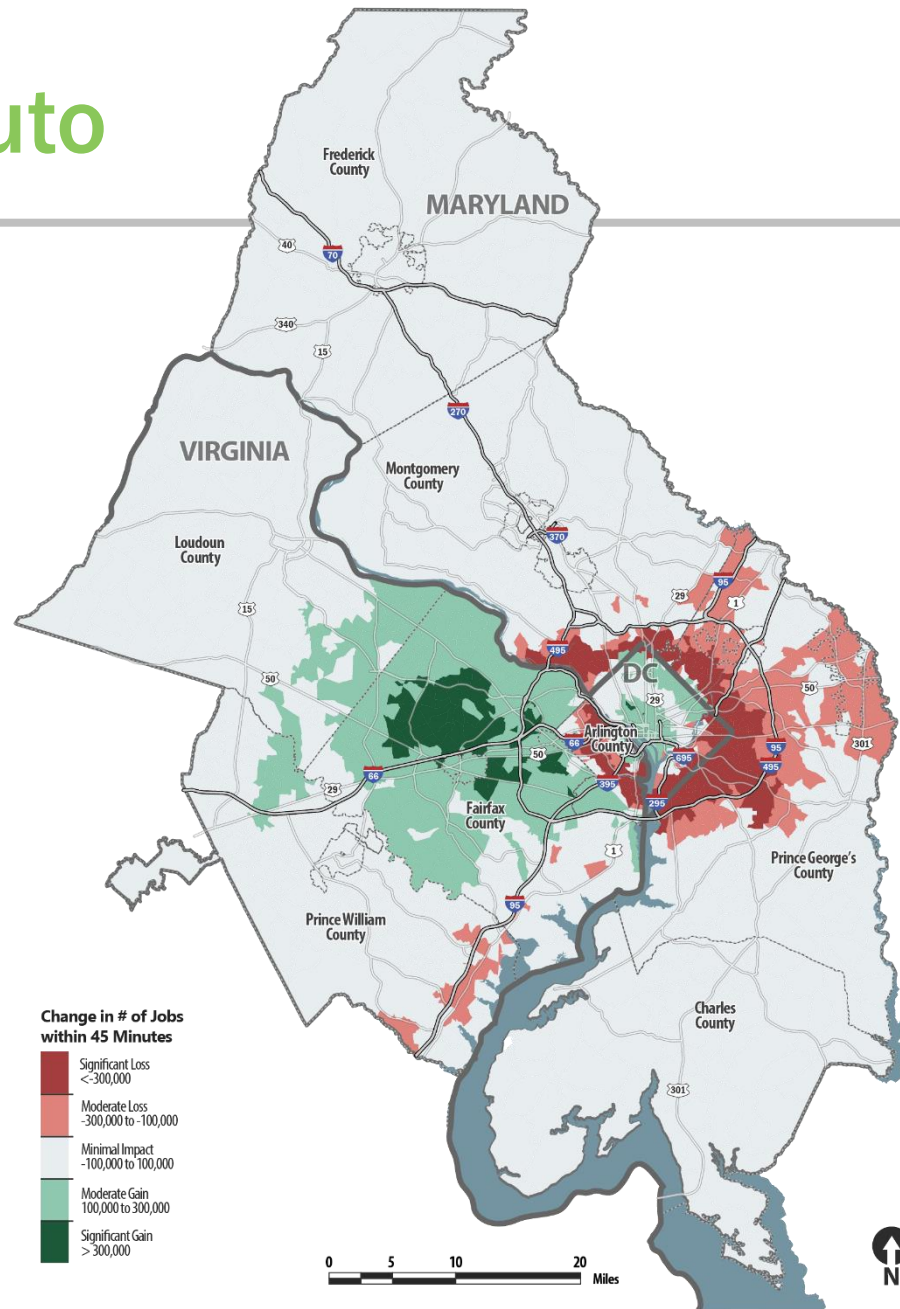 uto
Frederick
County
MARYLAND
40
70
340
15
270
VIRGINIA
Montgomery
County
370
Loudoun
County
95
29
1
15
495
50
DC
50
29
301
Arlington
County
66
50
695
95
495
66
395
29
295
Fairfax
County
1
Prince George's
County
95
Prince William
County
Charles
County
301
Change in # of Jobs
within 45 Minutes
Significant Loss
<-300,000
Moderate Loss
-300,000 to -100,000
Minimal Impact
-100,000 to 100,000
Moderate Gain
100,000 to 300,000
Significant Gain
> 300,000
0 5 10 20
Miles
N